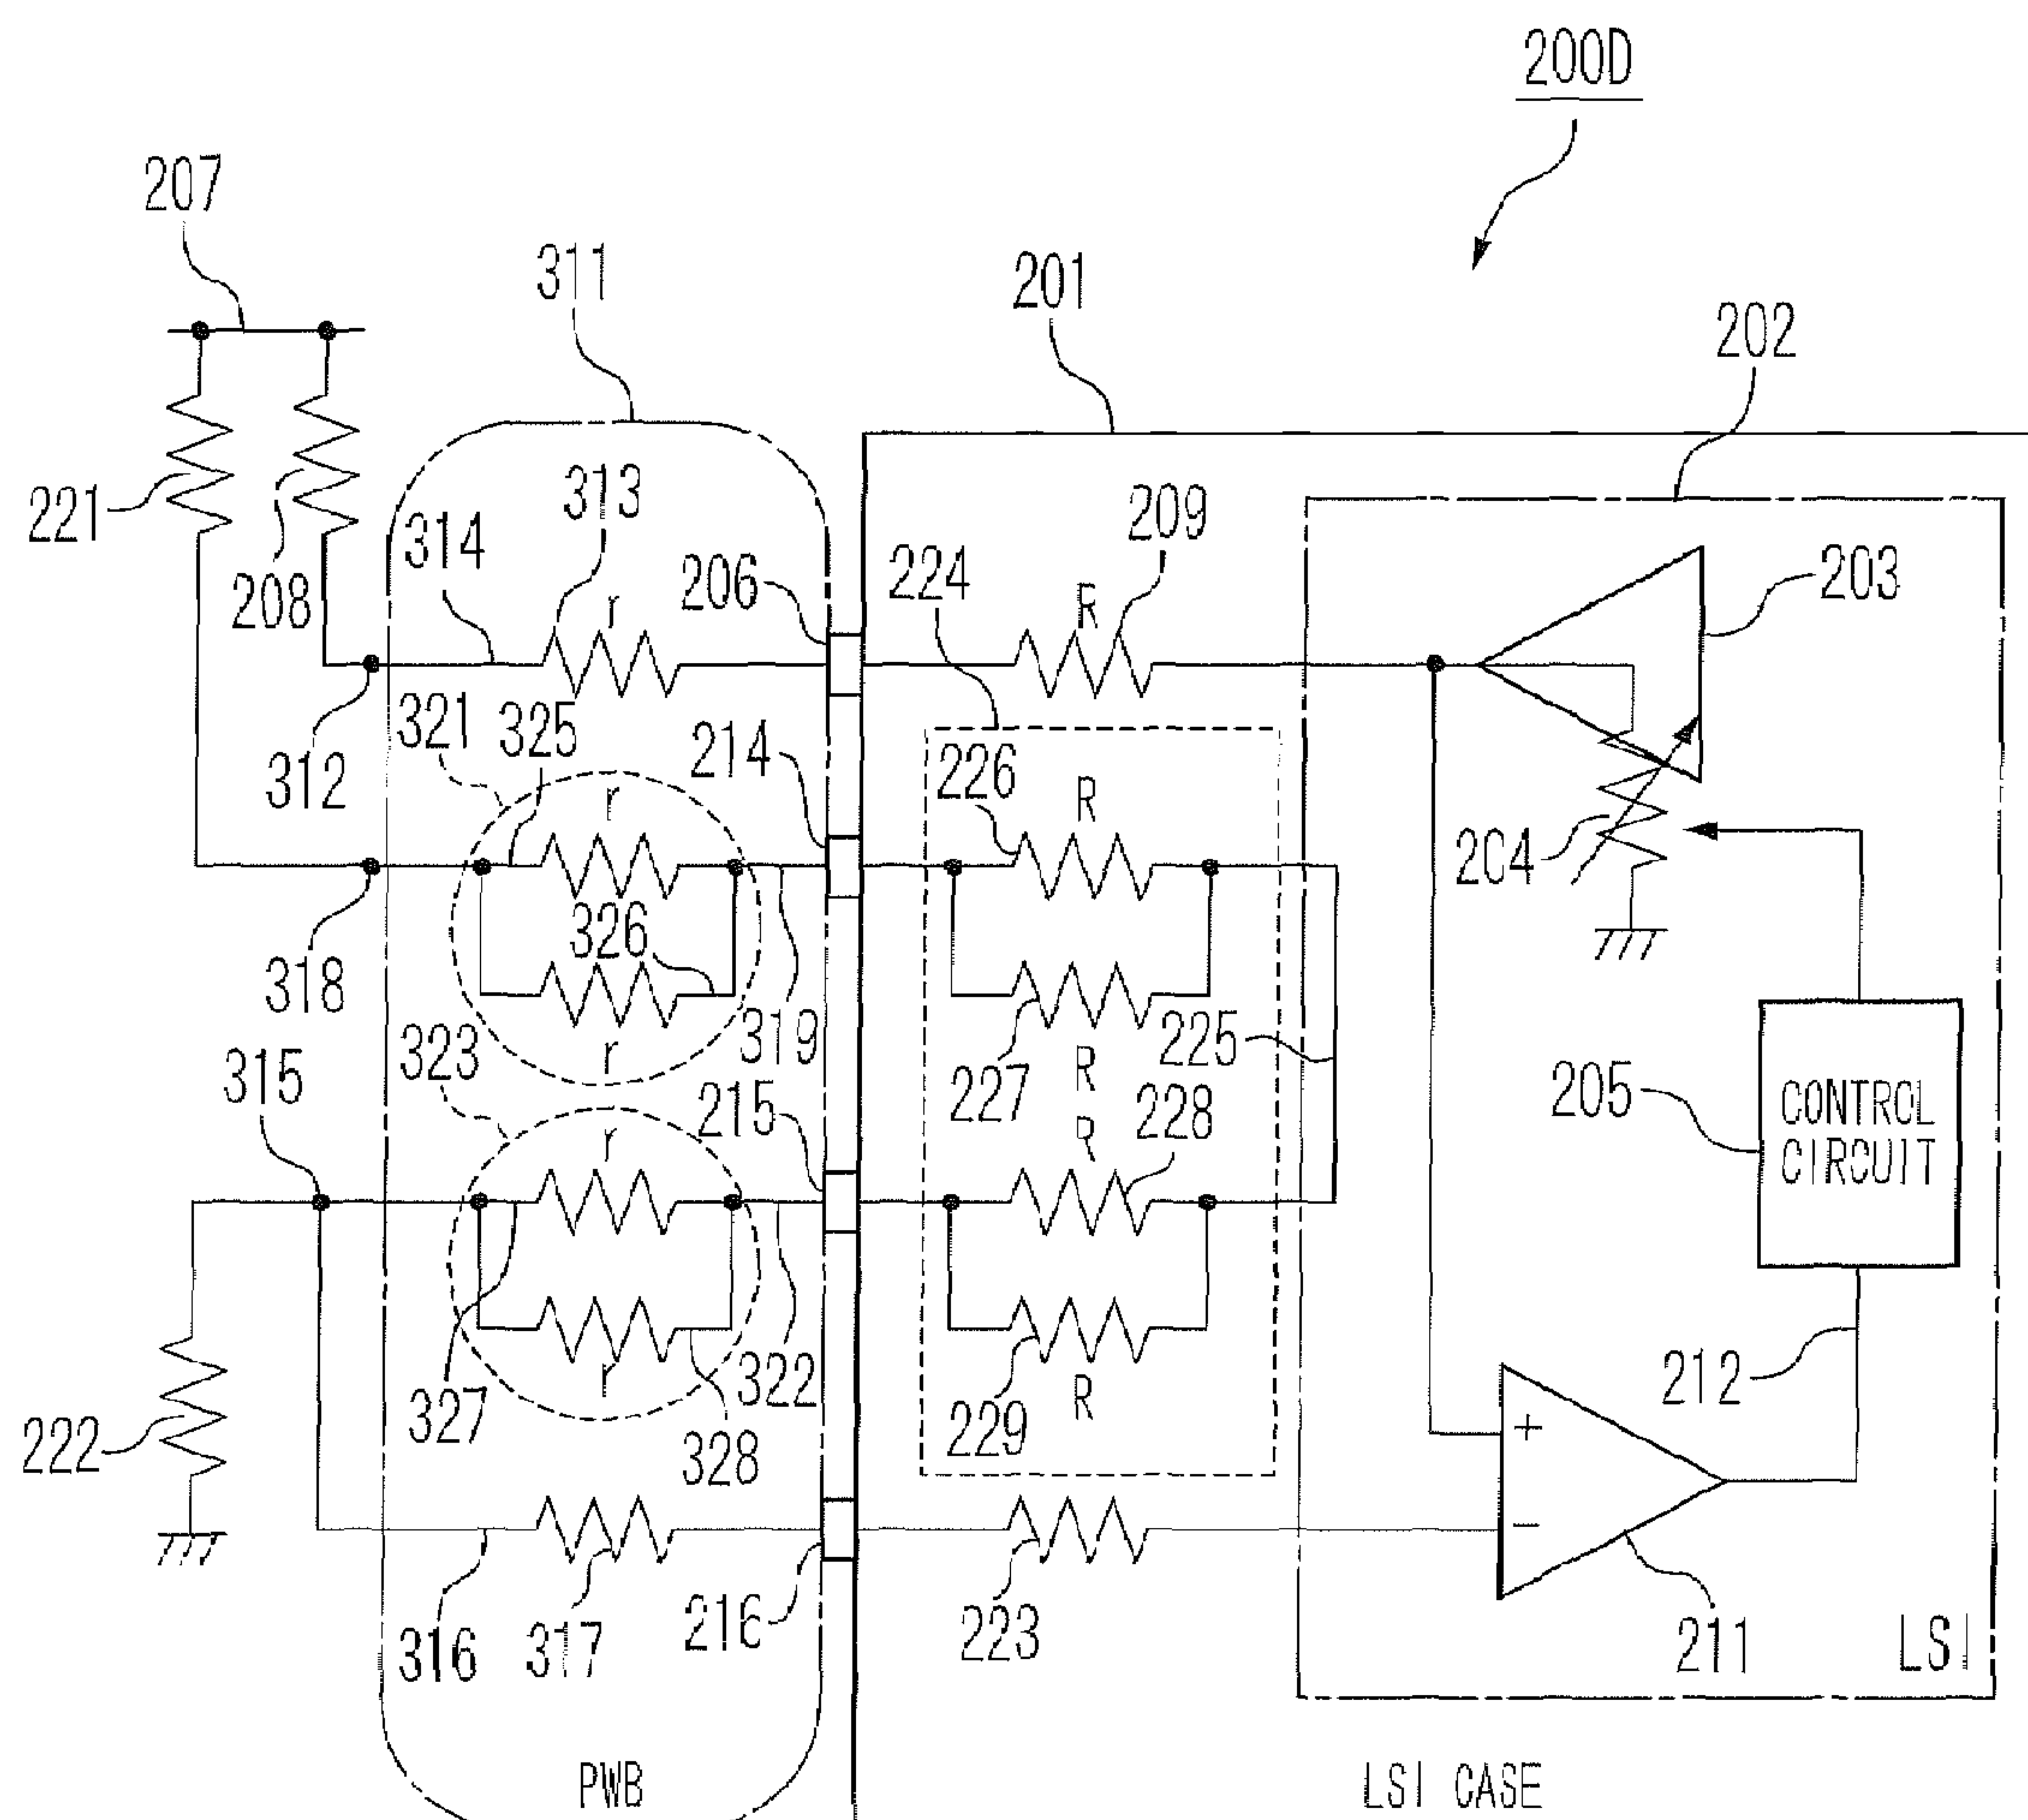 200D
207
311
201
202
221
208
314
313
r
206
224
209
R
203
312
321
325
r
214
226
R
204
318
326
r
319
227
R
225
205
CONTROL
CIRCUIT
315
323
r
215
R
228
222
327
r
328
322
229
R
212
+
−
316
317
216
223
211
LSI
PWB
LSI CASE